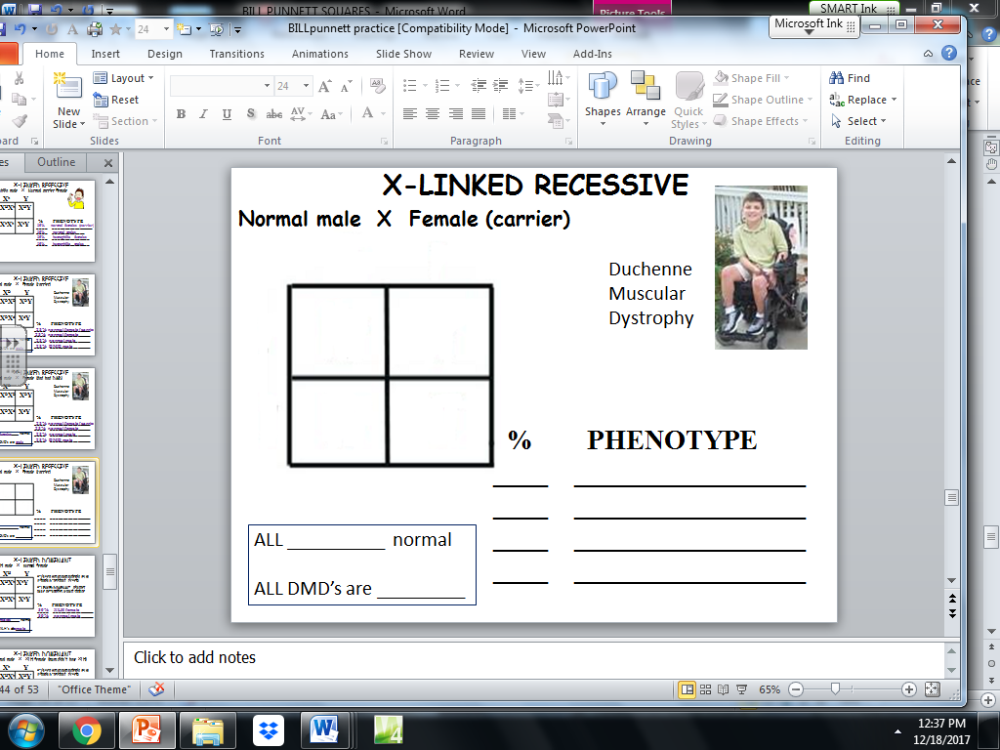 BILL PUNNETT SQUARES - Microsoft Word
Picture Tools
SMART Ink
BILLpunnett practice [Compatibility Mode] - Microsoft PowerPoint
Microsoft Ink
24
Home Insert Design Transitions Animations Slide Show Review View Add-Ins
Layout
Reset
Section
New
Slide
24
B I U S abc AV Aa A
Shapes Arrange Quick
Styles
Shape Fill
Shape Outline
Shape Effects
Find
Replace
Select
Slides Font Paragraph Drawing Editing
Outline
X-LINKED RECESSIVE
Normal male X Female (carrier)
Duchenne
Muscular
Dystrophy
% PHENOTYPE
ALL __________ normal
ALL DMD's are _________
Click to add notes
44 of 53 "Office Theme" 65%
12:37 PM
12/18/2017